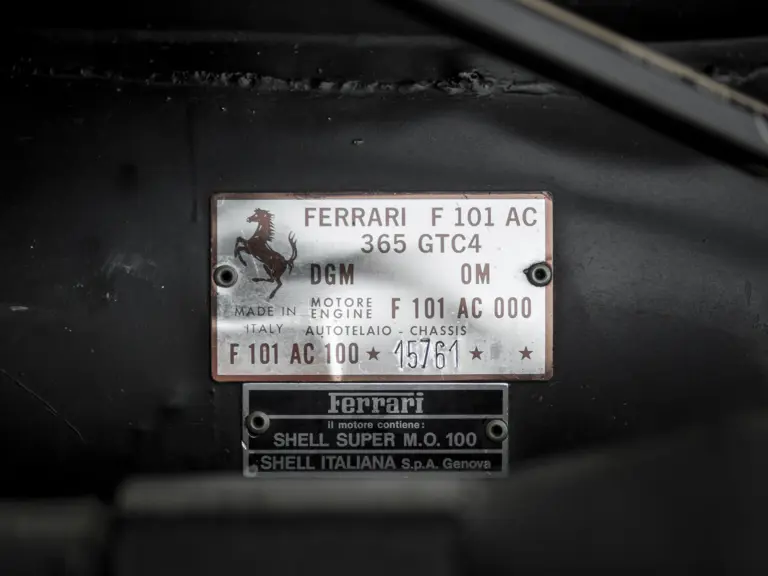 FERRARI F 101 AC
365 GTC4
DGM OM
MADE IN ITALY
MOTORE ENGINE F 101 AC 000
AUTOTELAIO - CHASSIS
F 101 AC 100 ★ 15761 ★ ★
Ferrari
il motore contiene:
SHELL SUPER M.O. 100
SHELL ITALIANA S.p.A. Genova